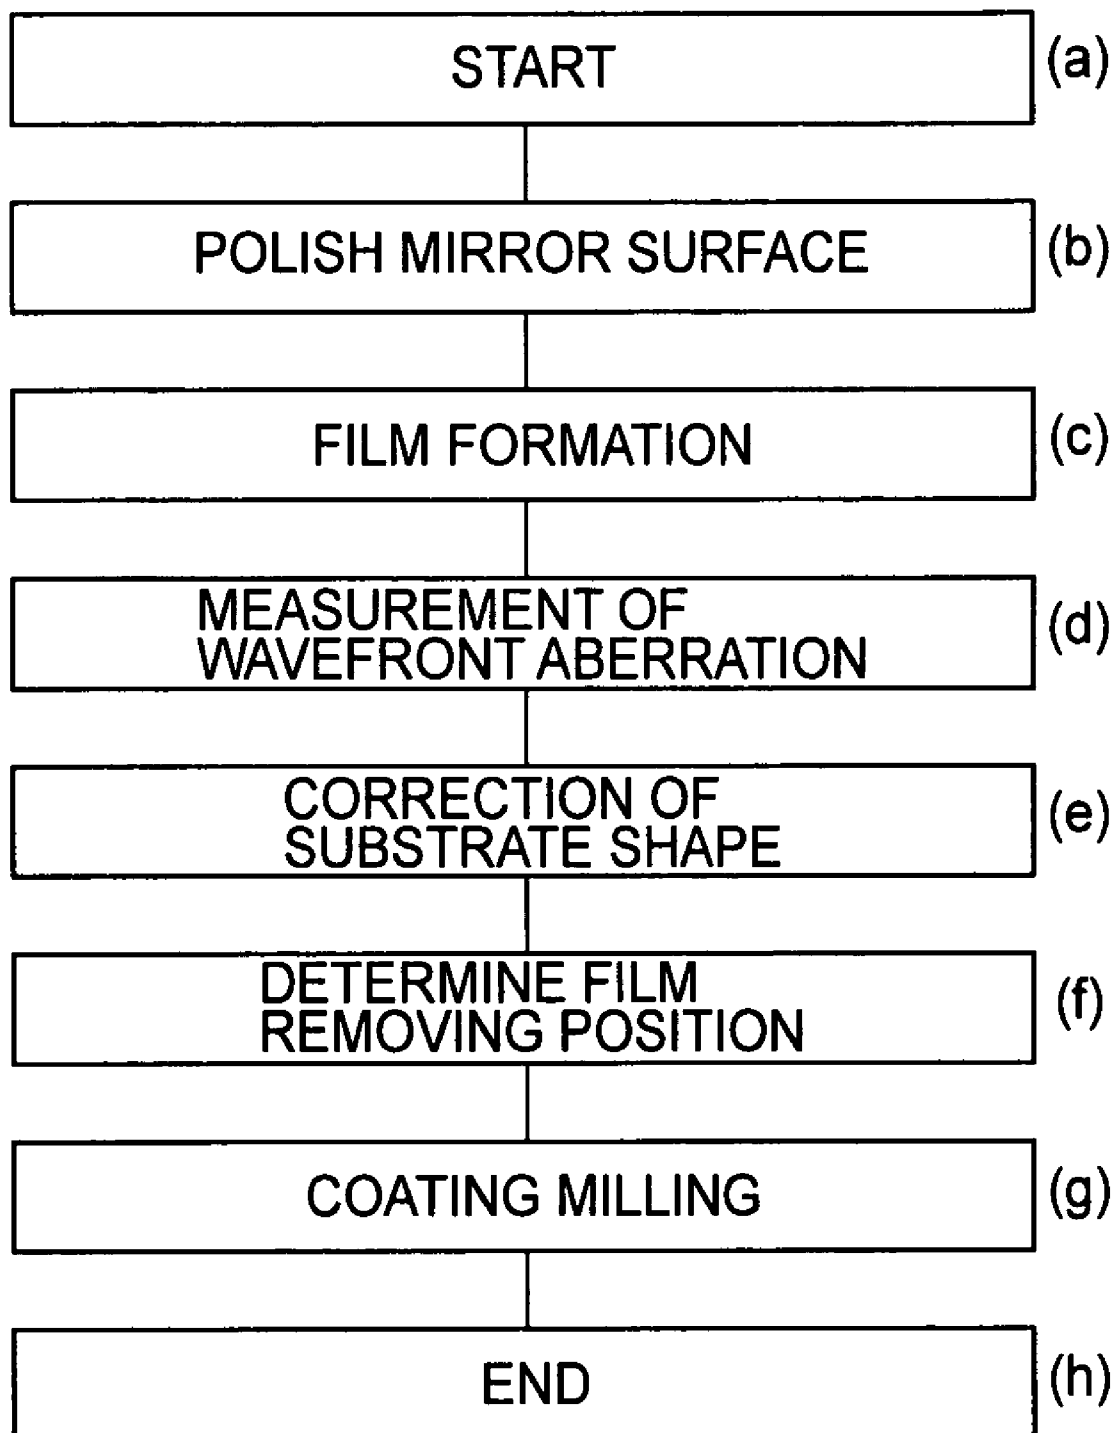 START
(a)
POLISH MIRROR SURFACE
(b)
FILM FORMATION
(c)
MEASUREMENT OF
WAVEFRONT ABERRATION
(d)
CORRECTION OF
SUBSTRATE SHAPE
(e)
DETERMINE FILM
REMOVING POSITION
(f)
COATING MILLING
(g)
END
(h)